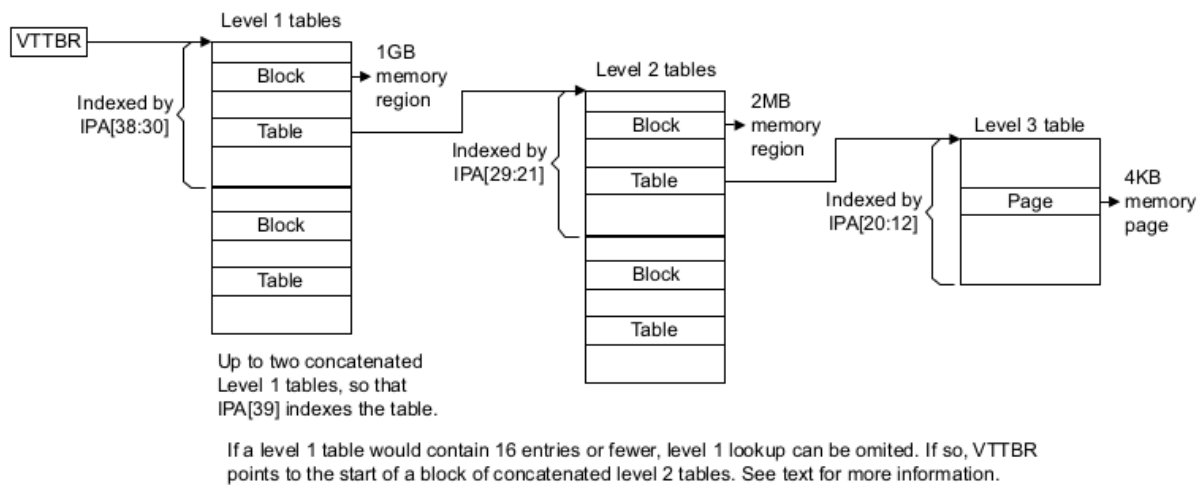 Level 1 tables
VTTBR
Block
1GB
memory
region
Indexed by
IPA[38:30]
Table
Block
Table
Up to two concatenated
Level 1 tables, so that
IPA[39] indexes the table.
Level 2 tables
Block
2MB
memory
region
Indexed by
IPA[29:21]
Table
Block
Table
Level 3 table
Indexed by
IPA[20:12]
Page
4KB
memory
page
If a level 1 table would contain 16 entries or fewer, level 1 lookup can be omited. If so, VTTBR
points to the start of a block of concatenated level 2 tables. See text for more information.